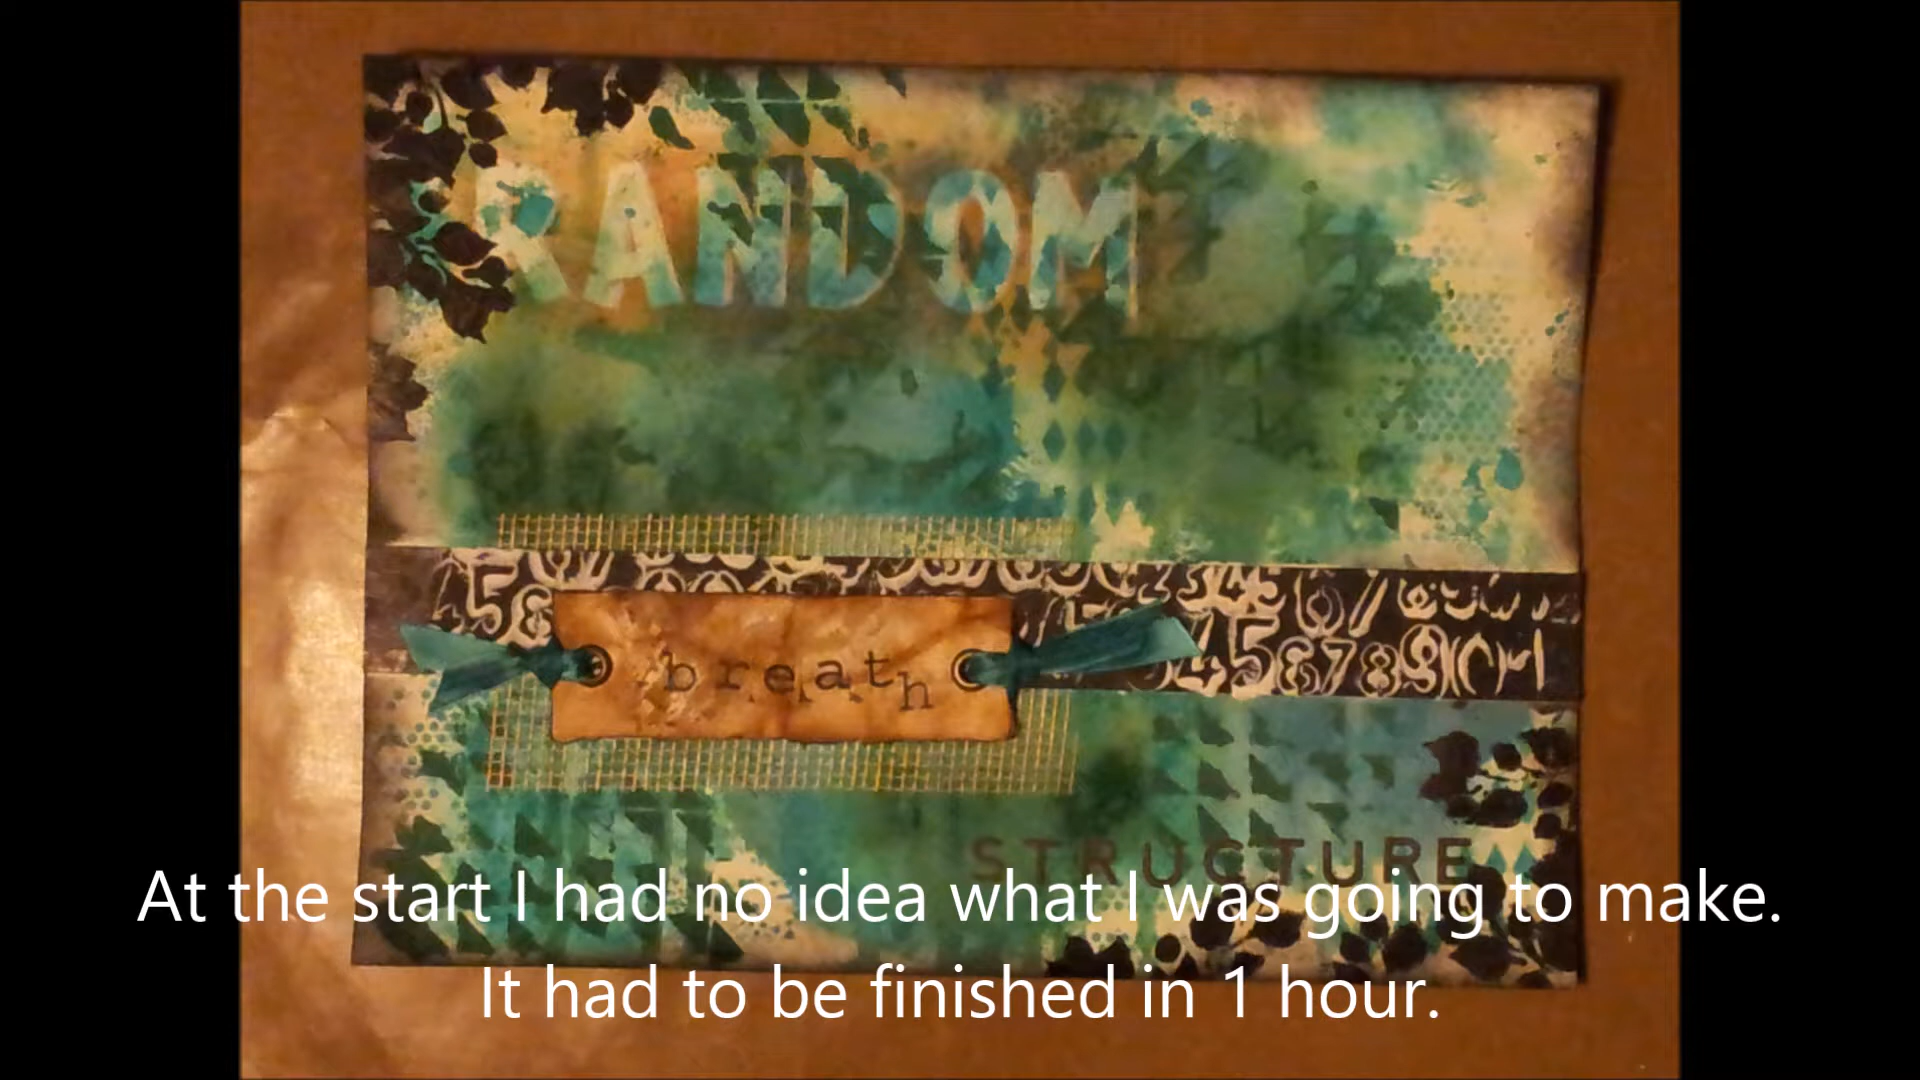 RANDOM
breath
STRUCTURE
At the start I had no idea what I was going to make.
It had to be finished in 1 hour.